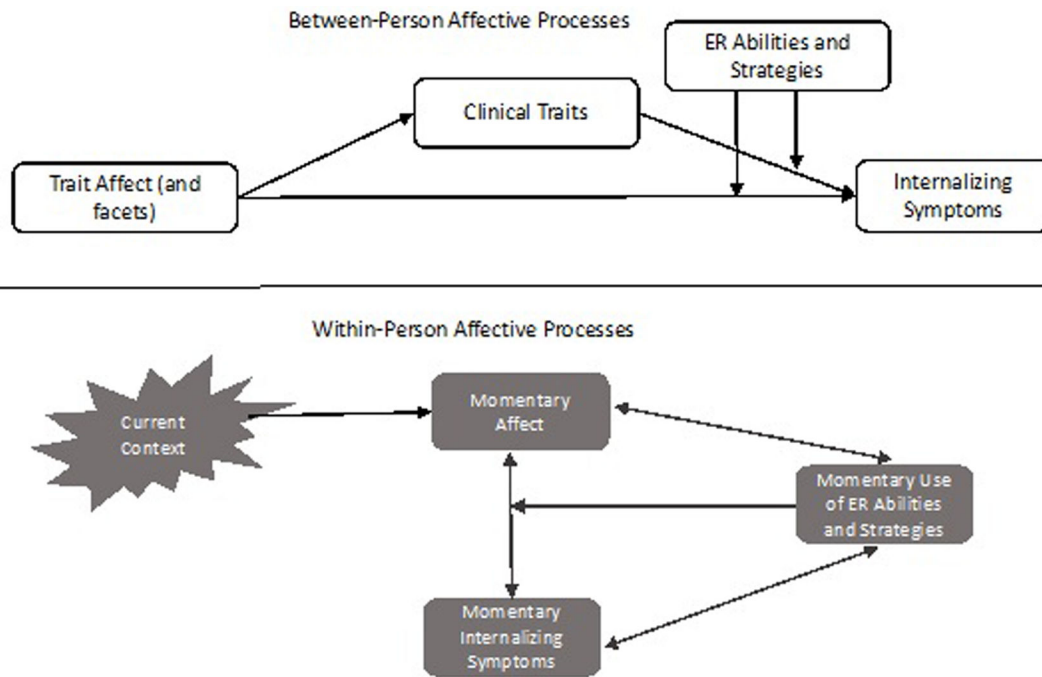 Between-Person Affective Processes
ER Abilities and
Strategies
Clinical Traits
Trait Affect (and
facets)
Internalizing
Symptoms
Within-Person Affective Processes
Current
Context
Momentary
Affect
Momentary Use
of ER Abilities
and Strategies
Momentary
Internalizing
Symptoms